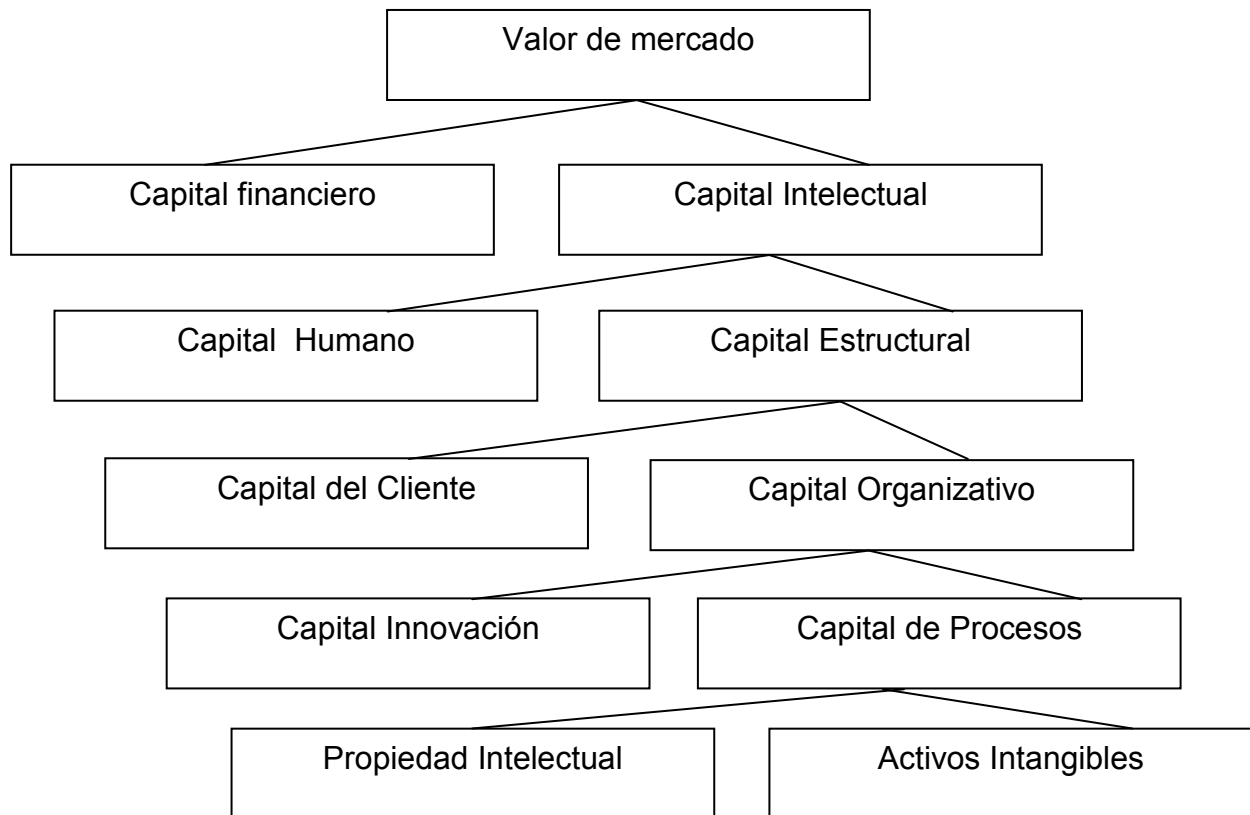 Valor de mercado
Capital financiero
Capital Intelectual
Capital Humano
Capital Estructural
Capital del Cliente
Capital Organizativo
Capital Innovación
Capital de Procesos
Propiedad Intelectual
Activos Intangibles